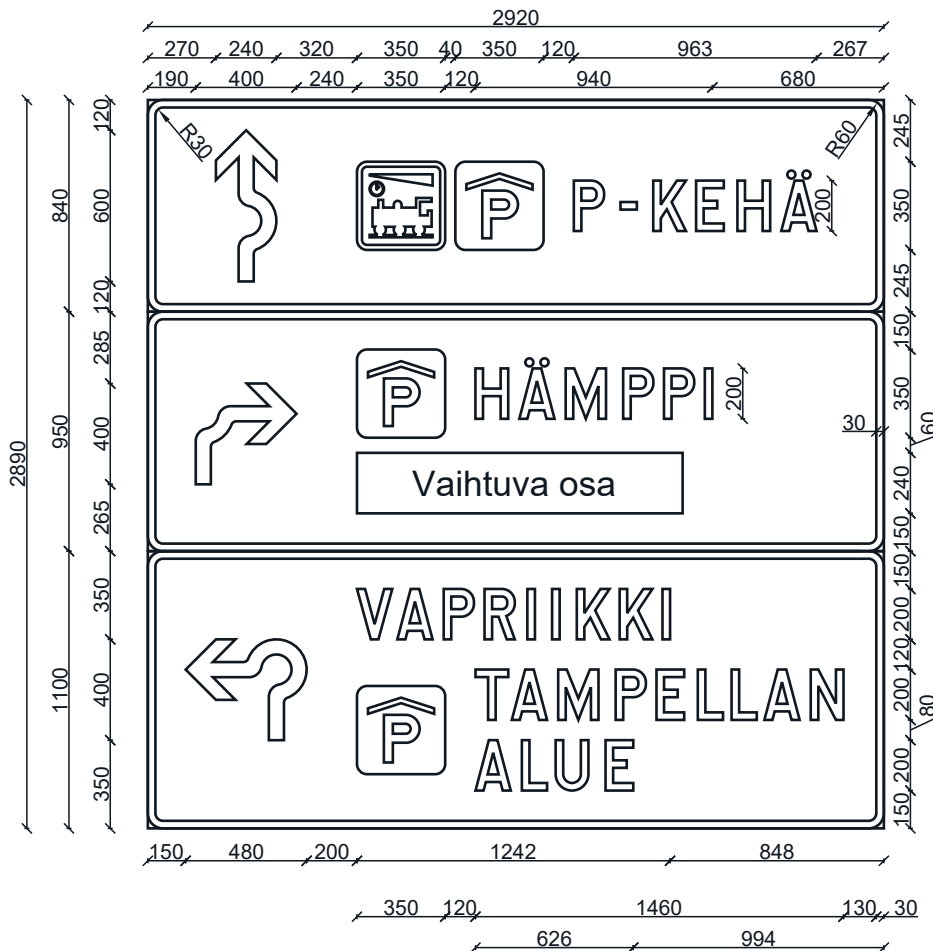 2920
270 240 320 350 40 350 120 963 267
190 400 240 350 120 940 680
120 R30 R60 245
840 600 P P-KEHÄ 200 350
120 245
285 150
2890 950 400 P HÄMPPI 200 350
30 60
Vaihtuva osa 240
265 150
350 VAPRIIKKI 150
200
120
1100 400 TAMPELLAN 200
P 80
350 ALUE 200
150
150 480 200 1242 848
350 120 1460 130 30
626 994